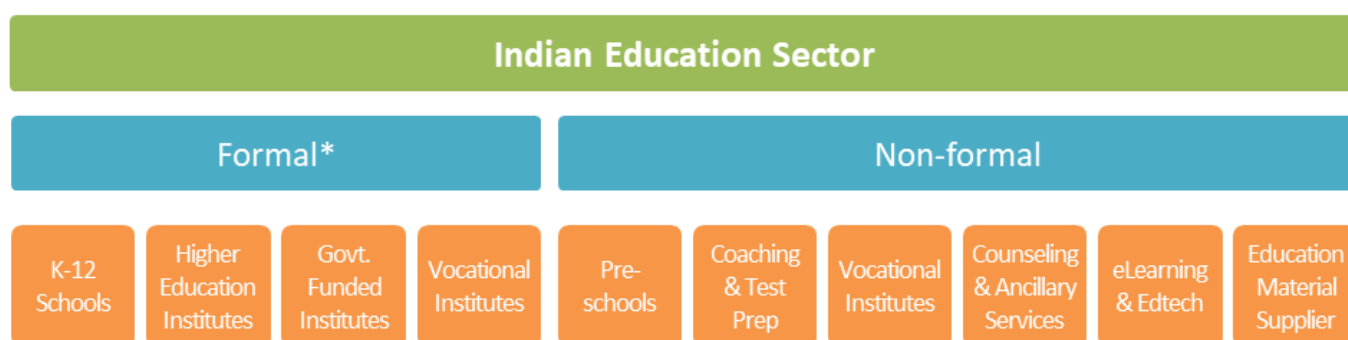 Indian Education Sector
Formal*
Non-formal
K-12
Schools
Higher
Education
Institutes
Govt.
Funded
Institutes
Vocational
Institutes
Pre-
schools
Coaching
& Test
Prep
Vocational
Institutes
Counseling
& Ancillary
Services
eLearning
& Edtech
Education
Material
Supplier